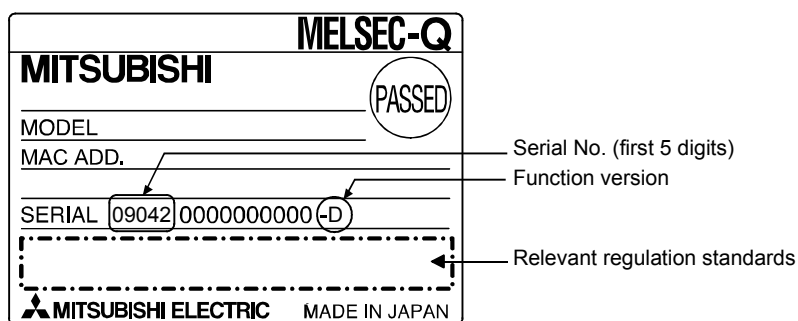 MELSEC-Q
MITSUBISHI
PASSED
MODEL
MAC ADD.
Serial No. (first 5 digits)
Function version
SERIAL 09042 0000000000 -D
Relevant regulation standards
MITSUBISHI ELECTRIC MADE IN JAPAN